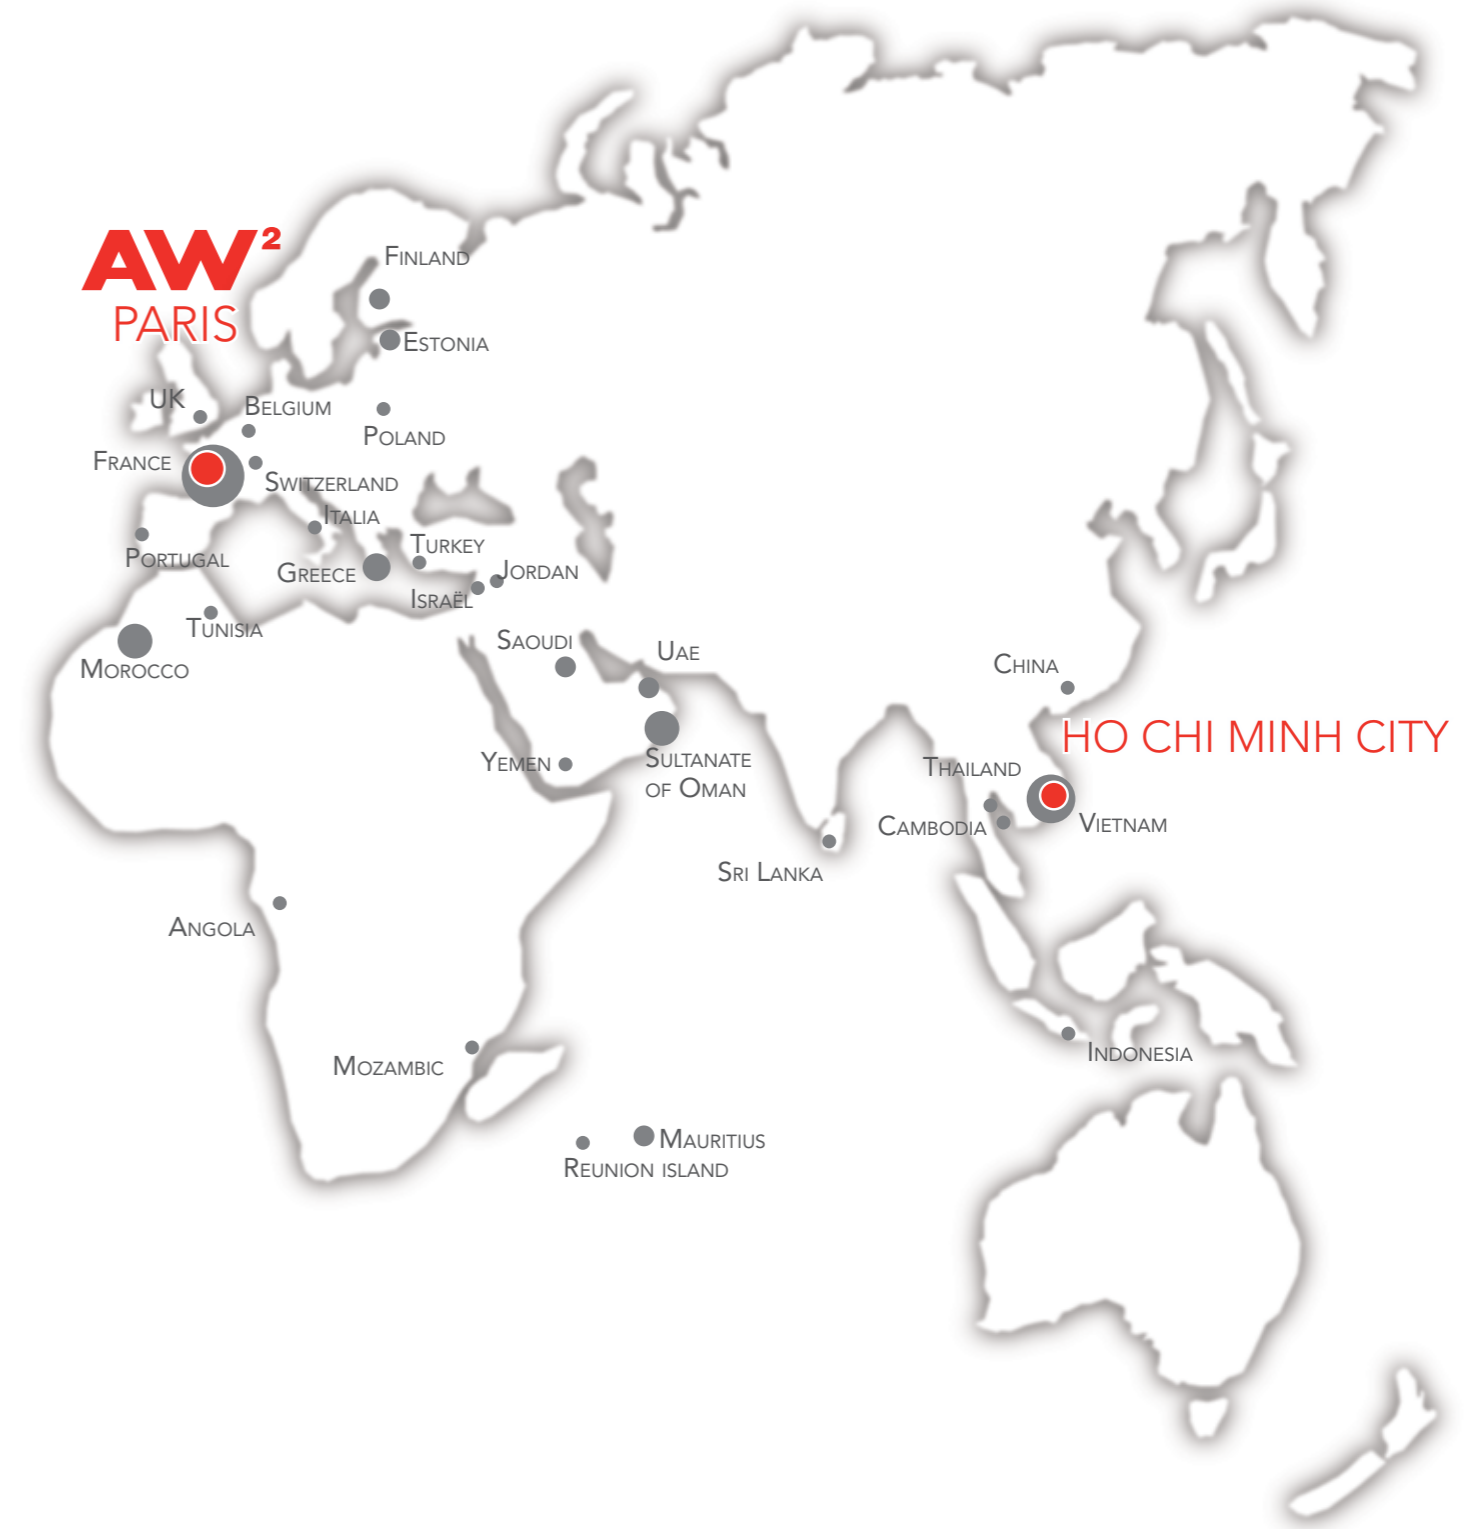 AW²
PARIS
FINLAND
ESTONIA
UK
BELGIUM
POLAND
FRANCE
SWITZERLAND
ITALIA
PORTUGAL
TURKEY
GREECE
JORDAN
ISRAËL
TUNISIA
MOROCCO
SAOUDI
UAE
CHINA
HO CHI MINH CITY
YEMEN
SULTANATE
OF OMAN
THAILAND
CAMBODIA
VIETNAM
SRI LANKA
ANGOLA
INDONESIA
MOZAMBIC
MAURITIUS
REUNION ISLAND